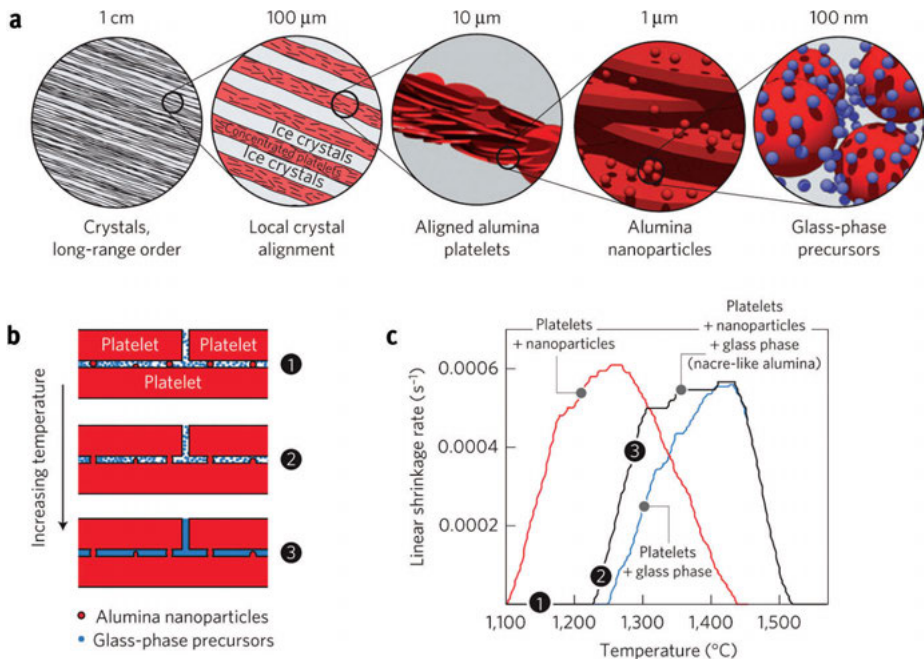 a
1 cm
100 μm
10 μm
1 μm
100 nm
Ice crystals
Concentrated platelets
Ice crystals
Crystals,
long-range order
Local crystal
alignment
Aligned alumina
platelets
Alumina
nanoparticles
Glass-phase
precursors
b
Increasing temperature
Platelet
Platelet
Platelet
1
2
3
Alumina nanoparticles
Glass-phase precursors
c
Platelets
+ nanoparticles
Platelets
+ nanoparticles
+ glass phase
(nacre-like alumina)
Linear shrinkage rate (s⁻¹)
0.0006
0.0004
0.0002
3
2
1
Platelets
+ glass phase
1,100
1,200
1,300
1,400
1,500
Temperature (°C)